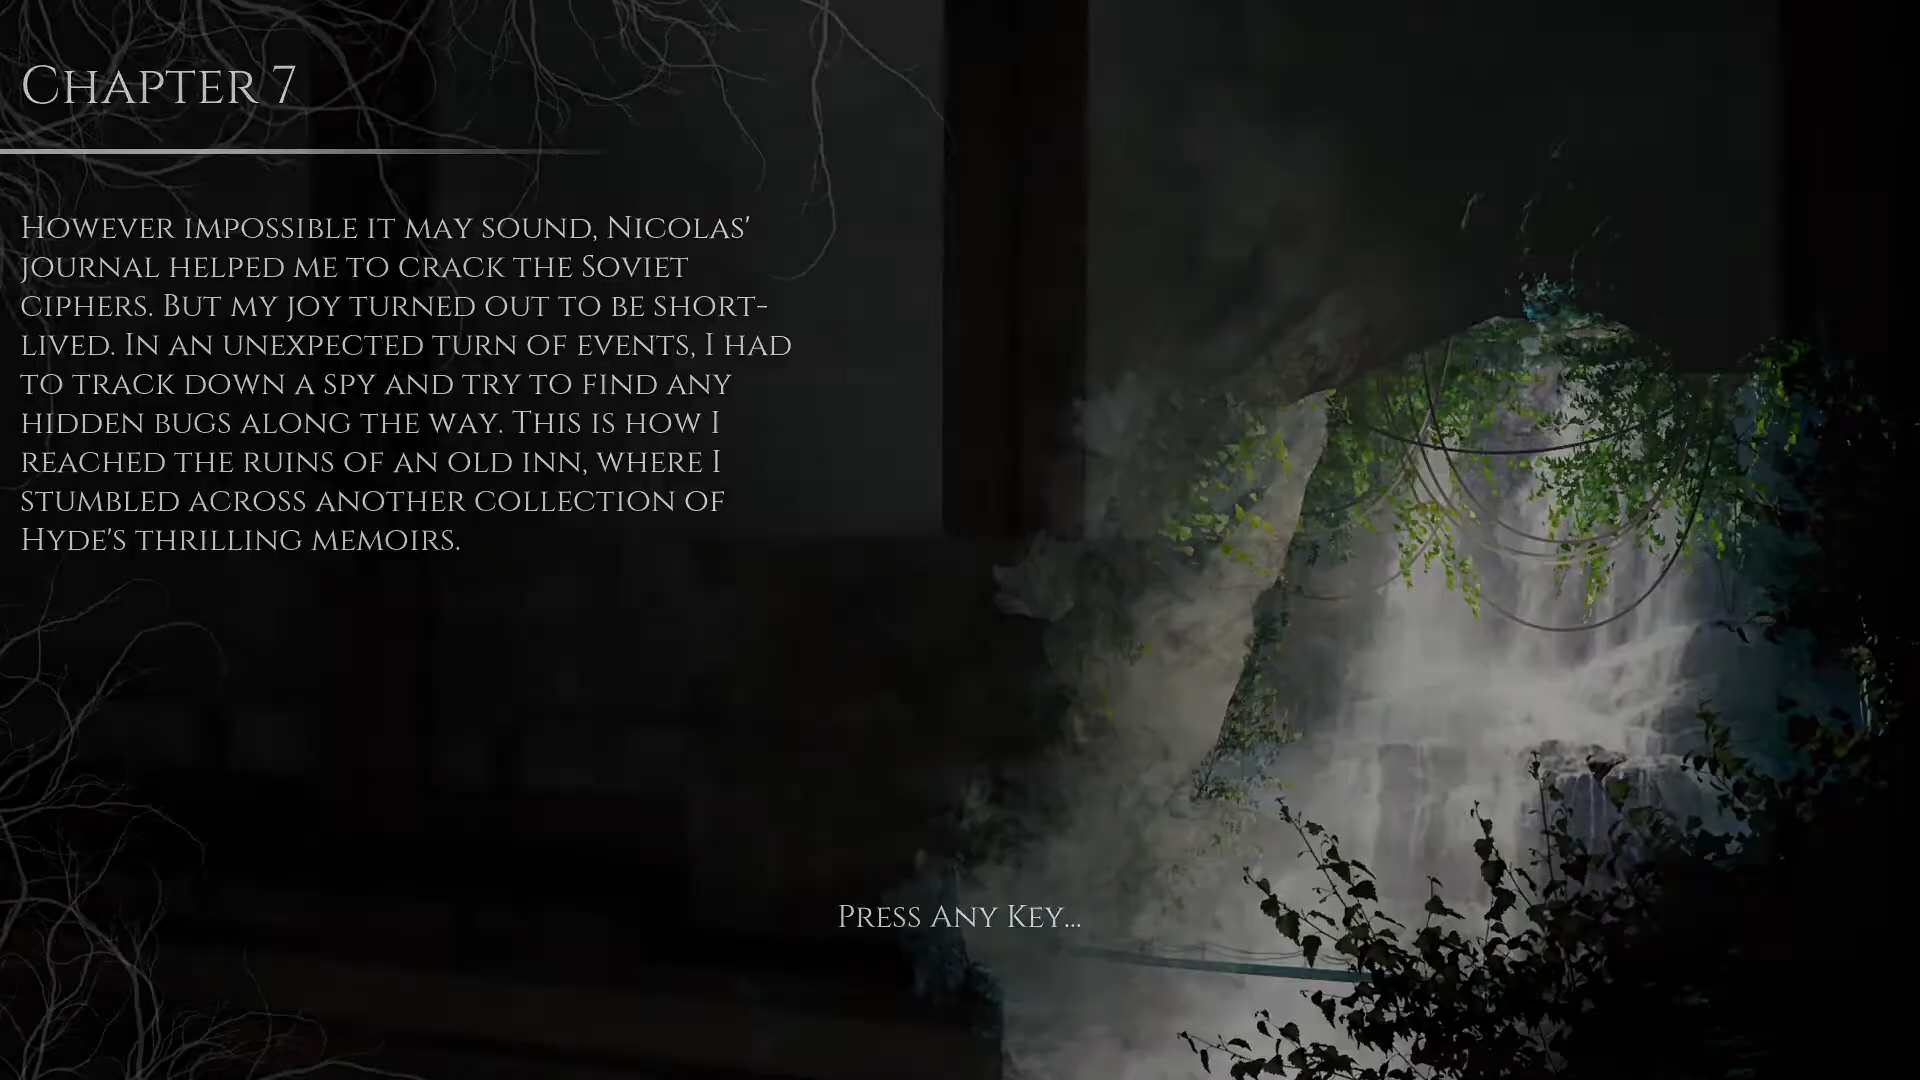 Chapter 7
However impossible it may sound, Nicolas'
journal helped me to crack the Soviet
ciphers. But my joy turned out to be short-
lived. In an unexpected turn of events, I had
to track down a spy and try to find any
hidden bugs along the way. This is how I
reached the ruins of an old inn, where I
stumbled across another collection of
Hyde's thrilling memoirs.
Press Any Key...